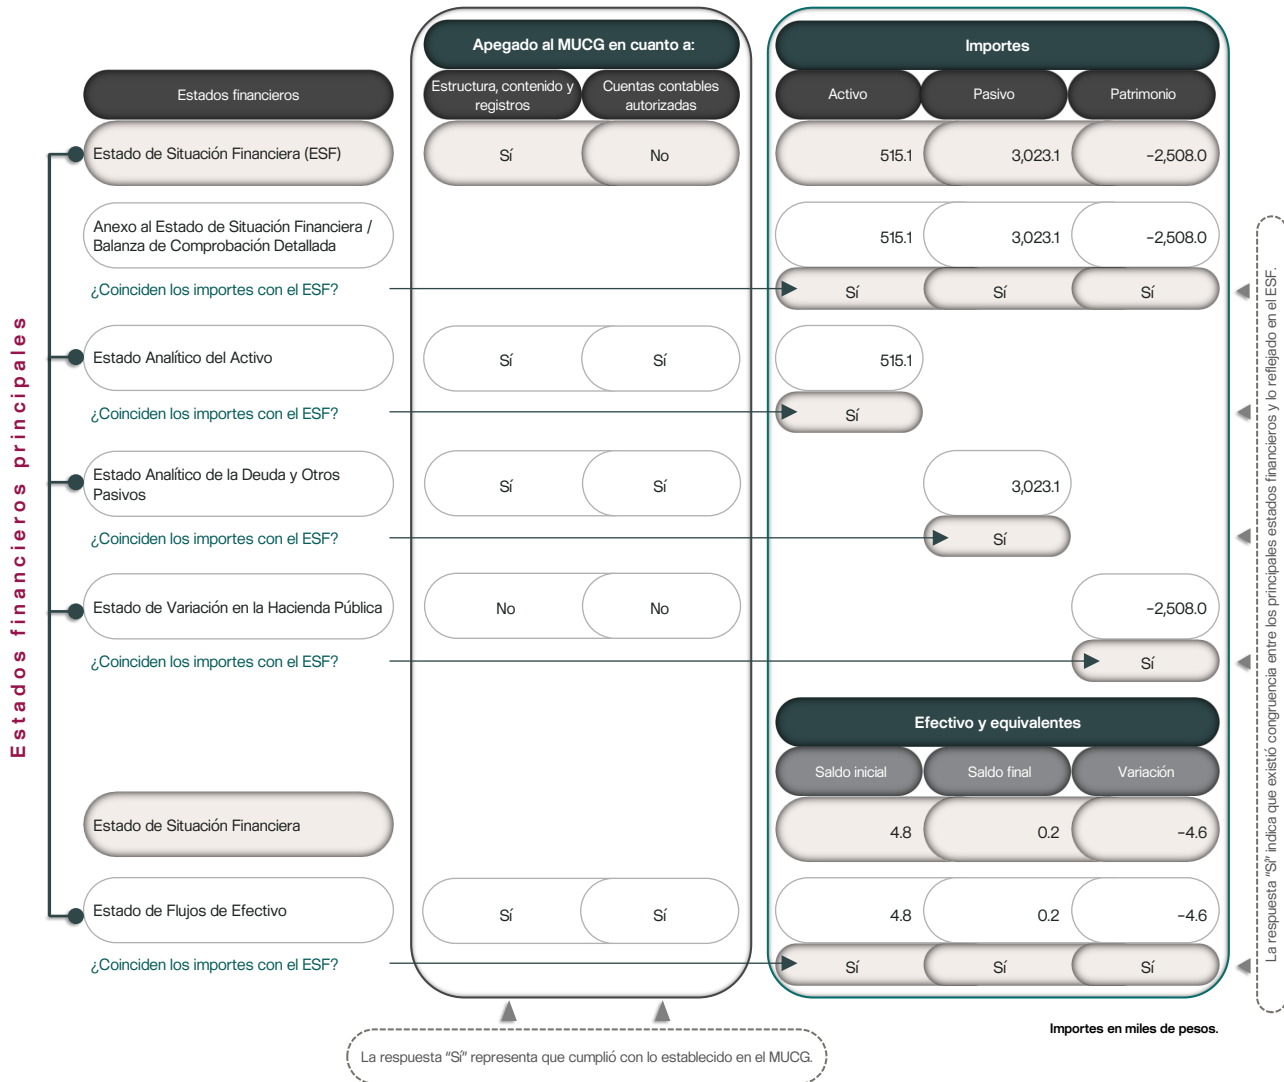 Apegado al MUCG en cuanto a:
Importes
Estados financieros
Estructura, contenido y
registros
Cuentas contables
autorizadas
Activo
Pasivo
Patrimonio
Estado de Situación Financiera (ESF)
Sí
No
515.1
3,023.1
-2,508.0
Anexo al Estado de Situación Financiera /
Balanza de Comprobación Detallada
515.1
3,023.1
-2,508.0
¿Coinciden los importes con el ESF?
Sí
Sí
Sí
Estado Analítico del Activo
Sí
Sí
515.1
¿Coinciden los importes con el ESF?
Sí
Estado Analítico de la Deuda y Otros
Pasivos
Sí
Sí
3,023.1
¿Coinciden los importes con el ESF?
Sí
Estado de Variación en la Hacienda Pública
No
No
-2,508.0
¿Coinciden los importes con el ESF?
Sí
Efectivo y equivalentes
Saldo inicial
Saldo final
Variación
Estado de Situación Financiera
4.8
0.2
-4.6
Estado de Flujos de Efectivo
Sí
Sí
4.8
0.2
-4.6
¿Coinciden los importes con el ESF?
Sí
Sí
Sí
Estados financieros principales
La respuesta "Sí" indica que existió congruencia entre los principales estados financieros y lo reflejado en el ESF.
Importes en miles de pesos.
La respuesta "Sí" representa que cumplió con lo establecido en el MUCG.